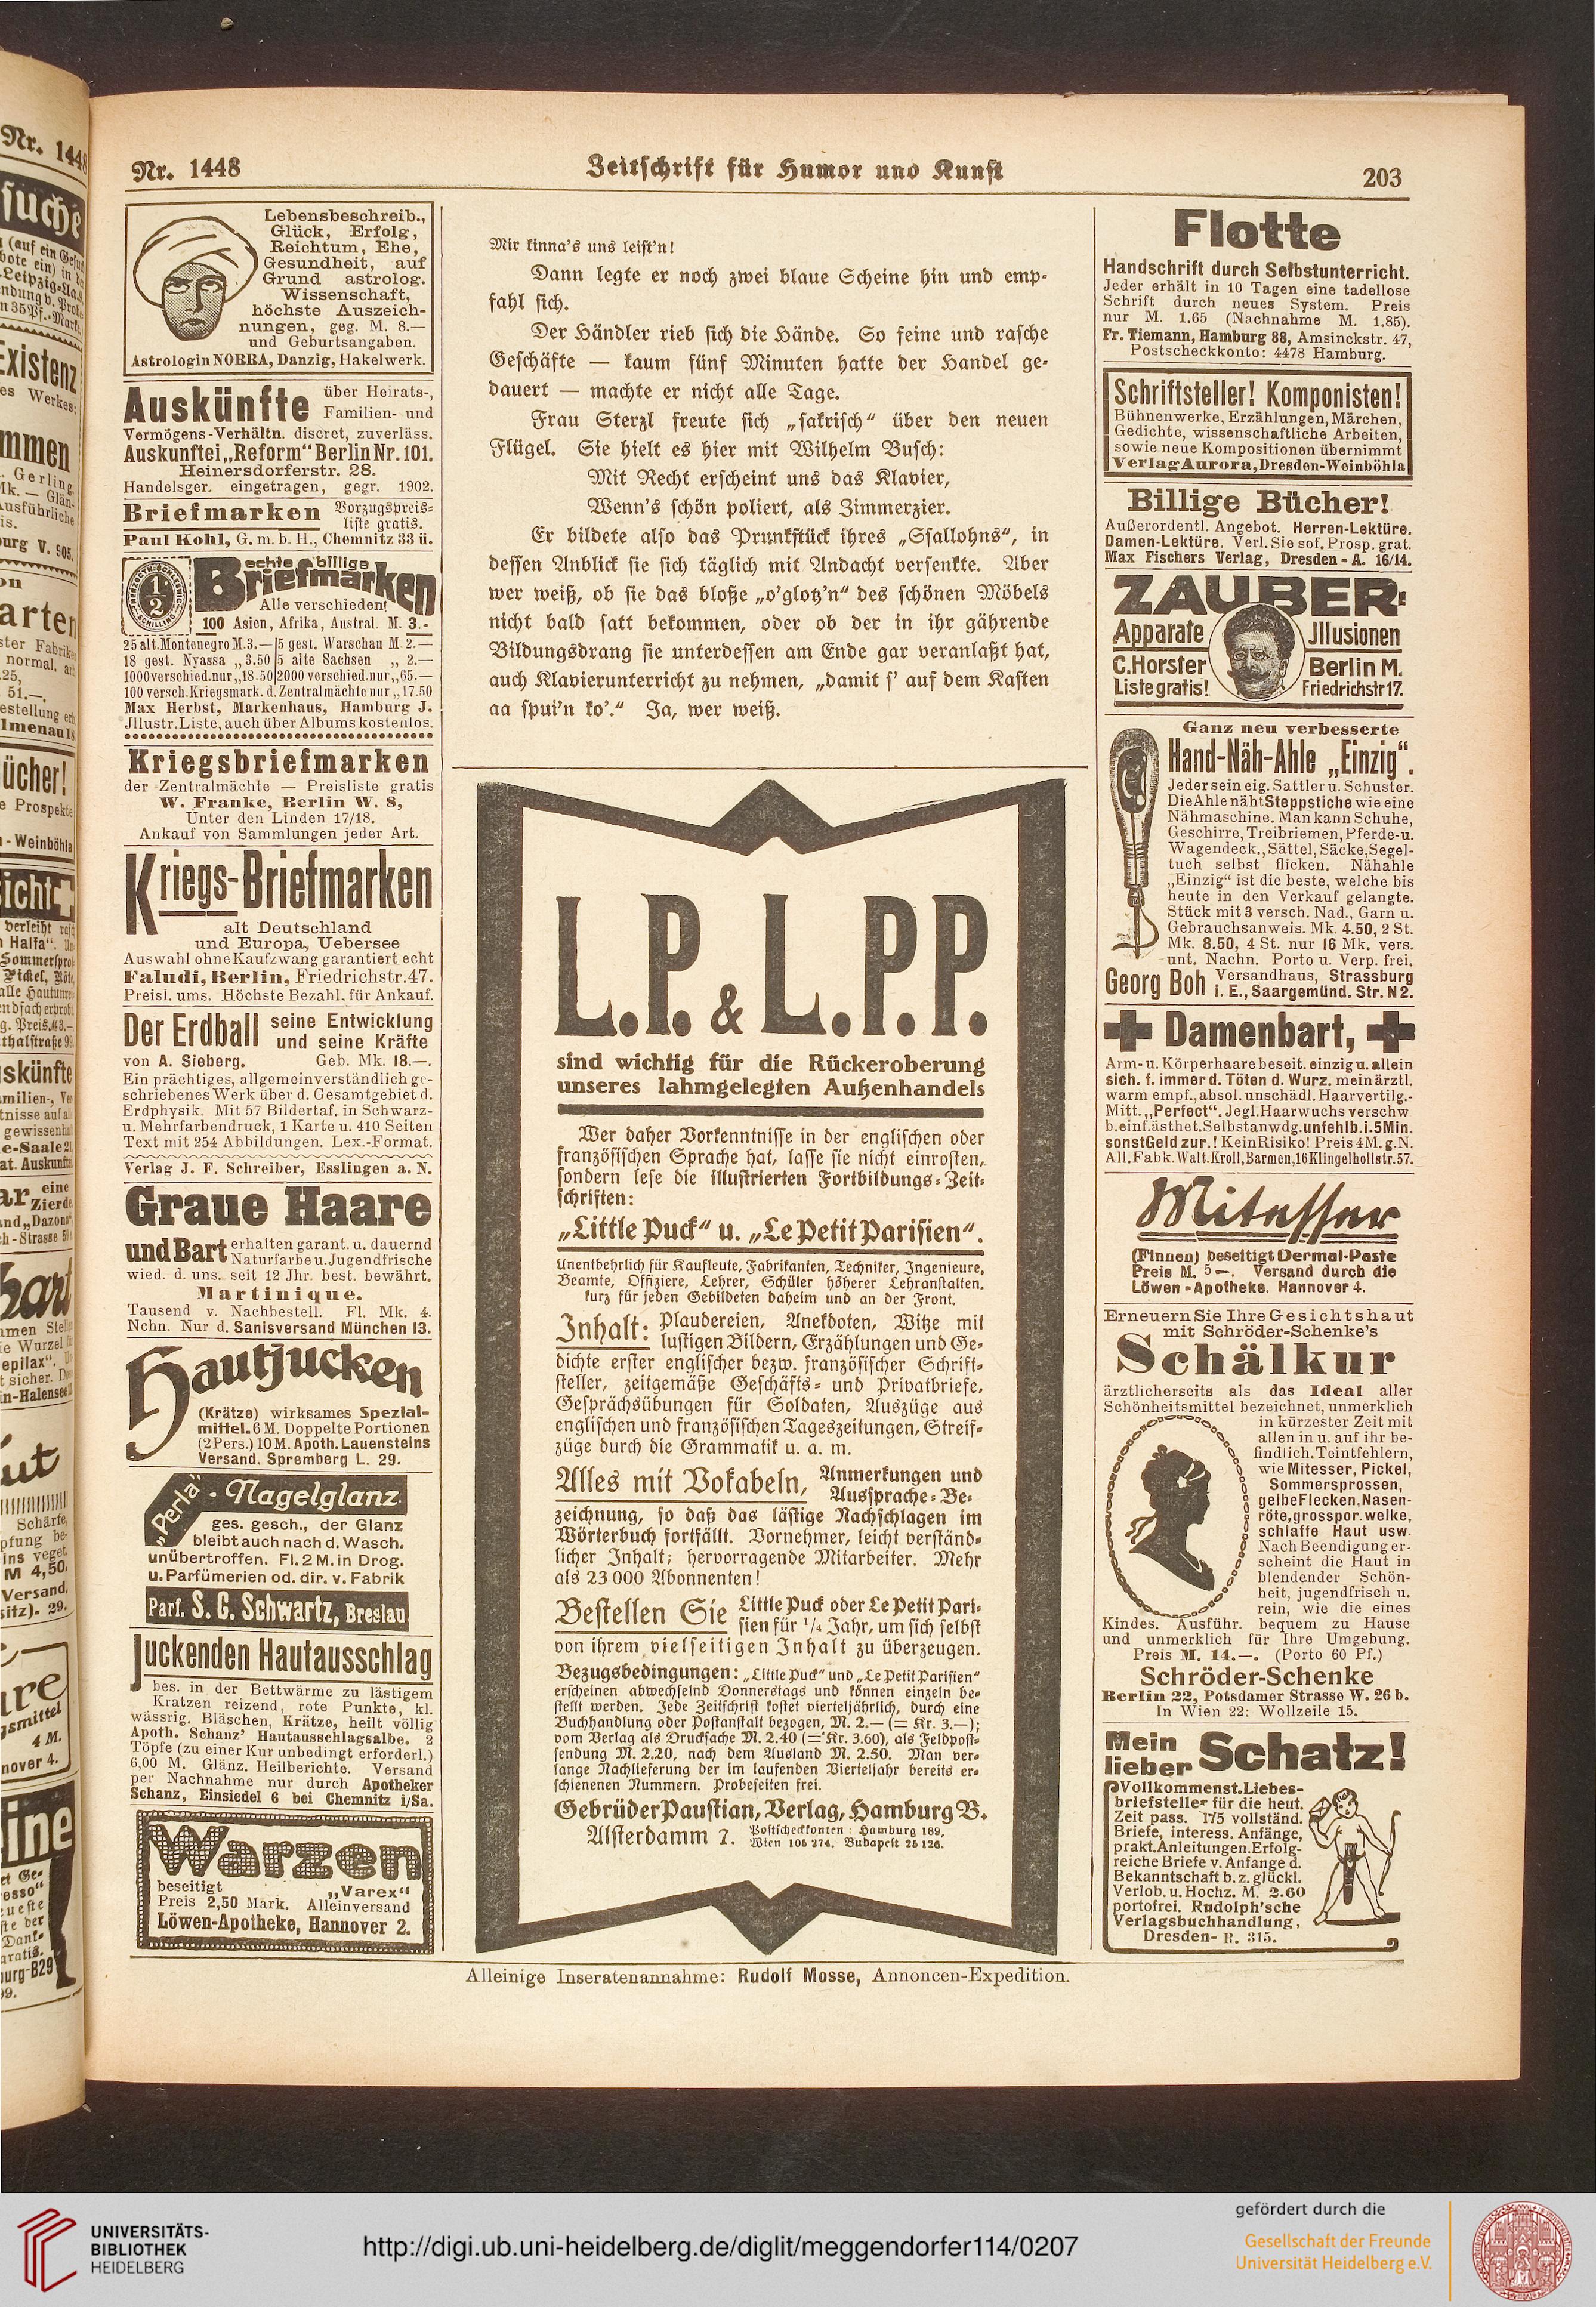 Nr. 1448
Zeitschrift für Humor und Kunst
203
Lebensbeschreib.,
Glück, Erfolg,
Reichtum, Ehe,
Gesundheit, auf
Grund astrolog.
Wissenschaft,
höchste Auszeich-
nungen, geg. M. 8.—
und Geburtsangaben.
Astrologin NORRA, Danzig, Hakelwerk.
Auskünfte über Heirats-,
Familien- und
Vermögens-Verhältn. discret, zuverläss.
Auskunftei „Reform“ Berlin Nr. 101.
Heinersdorferstr. 28.
Handelsger. eingetragen, gegr. 1902.
Briefmarken Vorzugspreis-
liste gratis.
Paul Kohl, G. m. b. H., Chemnitz 33 ü.
echte billige
Briefmarken
Alle verschieden!
100 Asien, Afrika, Austral. M. 3.-
25 alt. Montenegro M. 3.— 5 gest. Warschau M. 2.—
18 gest. Nyassa „ 3.50 5 alte Sachsen „ 2.—
1000 verschied. nur „ 18.50 2000 verschied. nur „ 65.—
100 versch. Kriegsmark. d. Zentralmächte nur „ 17.50
Max Herbst, Markenhaus, Hamburg J.
Jllustr. Liste, auch über Albums kostenlos.
Kriegsbriefmarken
der Zentralmächte — Preisliste gratis
W. Franke, Berlin W. 8,
Unter den Linden 17/18.
Ankauf von Sammlungen jeder Art.
Kriegs-Briefmarken
alt Deutschland
und Europa, Uebersee
Auswahl ohne Kaufzwang garantiert echt
Faludi, Berlin, Friedrichstr. 47.
Preisl. ums. Höchste Bezahl. für Ankauf.
Der Erdball seine Entwicklung
und seine Kräfte
von A. Sieberg. Geb. Mk. 18.—.
Ein prächtiges, allgemeinverständlich ge-
schriebenes Werk über d. Gesamtgebiet d.
Erdphysik. Mit 57 Bildertaf. in Schwarz-
u. Mehrfarbendruck, 1 Karte u. 410 Seiten
Text mit 254 Abbildungen. Lex.-Format.
Verlag J. F. Schreiber, Esslingen a. N.
Graue Haare
und Bart erhalten garant. u. dauernd
Naturfarbe u. Jugendfrische
wied. d. uns. seit 12 Jhr. best. bewährt.
Martinique.
Tausend v. Nachbestell. Fl. Mk. 4.
Nchn. Nur d. Sanisversand München 13.
Hautjucken
(Krätze) wirksames Spezial-
mittel. 6 M. Doppelte Portionen
(2 Pers.) 10 M. Apoth. Lauensteins
Versand, Spremberg L. 29.
„Perla“-Nagelglanz
ges. gesch., der Glanz
bleibt auch nach d. Wasch.
unübertroffen. Fl. 2 M. in Drog.
u. Parfümerien od. dir. v. Fabrik
Parf. S. G. Schwartz, Breslau
Juckenden Hautausschlag
bes. in der Bettwärme zu lästigem
Kratzen reizend, rote Punkte, kl.
wässrig. Bläschen, Krätze, heilt völlig
Apoth. Schanz' Hautausschlagsalbe. 2
Töpfe (zu einer Kur unbedingt erforderl.)
6,00 M. Glänz. Heilberichte. Versand
per Nachnahme nur durch Apotheker
Schanz, Einsiedel 6 bei Chemnitz i/Sa.
Warzen
beseitigt „Varex“
Preis 2,50 Mark. Alleinversand
Löwen-Apotheke, Hannover 2.
Mir kinna's uns leist'n!
Dann legte er noch zwei blaue Scheine hin und emp-
fahl sich.
Der Händler rieb sich die Hände. So feine und rasche
Geschäfte — kaum fünf Minuten hatte der Handel ge-
dauert — machte er nicht alle Tage.
Frau Sterzl freute sich „sakrisch“ über den neuen
Flügel. Sie hielt es hier mit Wilhelm Busch:
Mit Recht erscheint uns das Klavier,
Wenn's schön poliert, als Zimmerzier.
Er bildete also das Prunkstück ihres „Ssallohns“, in
dessen Anblick sie sich täglich mit Andacht versenkte. Aber
wer weiß, ob sie das bloße „o'glotz'n“ des schönen Möbels
nicht bald satt bekommen, oder ob der in ihr gährende
Bildungsdrang sie unterdessen am Ende gar veranlaßt hat,
auch Klavierunterricht zu nehmen, „damit s' auf dem Kasten
aa spui'n ko'.“ Ja, wer weiß.
L.P. & L.P.P.
sind wichtig für die Rückeroberung
unseres lahmgelegten Außenhandels
Wer daher Vorkenntnisse in der englischen oder
französischen Sprache hat, lasse sie nicht einrosten,
sondern lese die illustrierten Fortbildungs-Zeit-
schriften:
„Little Puck“ u. „Le Petit Parisien“.
Unentbehrlich für Kaufleute, Fabrikanten, Techniker, Ingenieure,
Beamte, Offiziere, Lehrer, Schüler höherer Lehranstalten,
kurz für jeden Gebildeten daheim und an der Front.
Inhalt: Plaudereien, Anekdoten, Witze mit
lustigen Bildern, Erzählungen und Ge-
dichte erster englischer bezw. französischer Schrift-
steller, zeitgemäße Geschäfts- und Privatbriefe,
Gesprächsübungen für Soldaten, Auszüge aus
englischen und französischen Tageszeitungen, Streif-
züge durch die Grammatik u. a. m.
Alles mit Vokabeln, Anmerkungen und
Aussprache-Be-
zeichnung, so daß das lästige Nachschlagen im
Wörterbuch fortfällt. Vornehmer, leicht verständ-
licher Inhalt; hervorragende Mitarbeiter. Mehr
als 23 000 Abonnenten!
Bestellen Sie Little Puck oder Le Petit Pari-
sien für 1/4 Jahr, um sich selbst
von ihrem vielseitigen Inhalt zu überzeugen.
Bezugsbedingungen: „Little Puck“ und „Le Petit Parisien“
erscheinen abwechselnd Donnerstags und können einzeln be-
stellt werden. Jede Zeitschrift kostet vierteljährlich, durch eine
Buchhandlung oder Postanstalt bezogen, M. 2.— (= Kr. 3.—);
vom Verlag als Drucksache M. 2.40 (= Kr. 3.60), als Feldpost-
sendung M. 2.20, nach dem Ausland M. 2.50. Man ver-
lange Nachlieferung der im laufenden Vierteljahr bereits er-
schienenen Nummern. Probeseiten frei.
Gebrüder Paustian, Verlag, Hamburg B.
Alsterdamm 7. Postscheckkonten: Hamburg 189,
Wien 105 274. Budapest 25 126.
Flotte
Handschrift durch Selbstunterricht.
Jeder erhält in 10 Tagen eine tadellose
Schrift durch neues System. Preis
nur M. 1.65 (Nachnahme M. 1.85).
Fr. Tiemann, Hamburg 88, Amsinckstr. 47,
Postscheckkonto: 4478 Hamburg.
Schriftsteller! Komponisten!
Bühnenwerke, Erzählungen, Märchen,
Gedichte, wissenschaftliche Arbeiten,
sowie neue Kompositionen übernimmt
Verlag Aurora, Dresden-Weinböhla
Billige Bücher!
Außerordentl. Angebot. Herren-Lektüre.
Damen-Lektüre. Verl. Sie sof. Prosp. grat.
Max Fischers Verlag, Dresden-A. 16/14.
ZAUBER-
Apparate Jllusionen
C. Horster Berlin M.
Liste gratis! Friedrichstr 17.
Ganz neu verbesserte
Hand-Näh-Ahle „Einzig“.
Jeder sein eig. Sattler u. Schuster.
Die Ahle näht Steppstiche wie eine
Nähmaschine. Man kann Schuhe,
Geschirre, Treibriemen, Pferde- u.
Wagendeck., Sättel, Säcke, Segel-
tuch selbst flicken. Nähahle
„Einzig“ ist die beste, welche bis
heute in den Verkauf gelangte.
Stück mit 3 versch. Nad., Garn u.
Gebrauchsanweis. Mk. 4.50, 2 St.
Mk. 8.50, 4 St. nur 16 Mk. vers.
unt. Nachn. Porto u. Verp. frei.
Georg Boh Versandhaus, Strassburg
i. E., Saargemünd. Str. N 2.
Damenbart,
Arm- u. Körperhaare beseit. einzig u. allein
sich. f. immer d. Töten d. Wurz. mein ärztl.
warm empf., absol. unschädl. Haarvertilg.-
Mitt. „Perfect“. Jegl. Haarwuchs verschw
b. einf. ästhet. Selbstanwdg. unfehlb. i. 5 Min.
sonst Geld zur.! Kein Risiko! Preis 4 M. g. N.
All. Fabk. Walt. Kroll, Barmen, 16 Klingelhollstr. 57.
Mitesser
(Finnen) beseitigt Dermal-Paste
Preis M. 5—. Versand durch die
Löwen-Apotheke. Hannover 4.
Erneuern Sie Ihre Gesichtshaut
mit Schröder-Schenke's
Schälkur
ärztlicherseits als das Ideal aller
Schönheitsmittel bezeichnet, unmerklich
in kürzester Zeit mit
allen in u. auf ihr be-
findlich. Teintfehlern,
wie Mitesser, Pickel,
Sommersprossen,
gelbe Flecken, Nasen-
röte, grosspor. welke,
schlaffe Haut usw.
Nach Beendigung er-
scheint die Haut in
blendender Schön-
heit, jugendfrisch u.
rein, wie die eines
Kindes. Ausführ. bequem zu Hause
und unmerklich für Ihre Umgebung.
Preis M. 14.—. (Porto 60 Pf.)
Schröder-Schenke
Berlin 22, Potsdamer Strasse W. 26 b.
In Wien 22: Wollzeile 15.
Mein
lieber Schatz!
Vollkommenst. Liebes-
briefsteller für die heut.
Zeit pass. 175 vollständ.
Briefe, interess. Anfänge,
prakt. Anleitungen. Erfolg-
reiche Briefe v. Anfange d.
Bekanntschaft b. z. glückl.
Verlob. u. Hochz. M. 2.60
portofrei. Rudolph'sche
Verlagsbuchhandlung,
Dresden-R. 315.
Alleinige Inseratenannahme: Rudolf Mosse, Annoncen-Expedition.
UNIVERSITÄTS-
BIBLIOTHEK
HEIDELBERG
http://digi.ub.uni-heidelberg.de/diglit/meggendorfer114/0207
gefördert durch die
Gesellschaft der Freunde
Universität Heidelberg e.V.